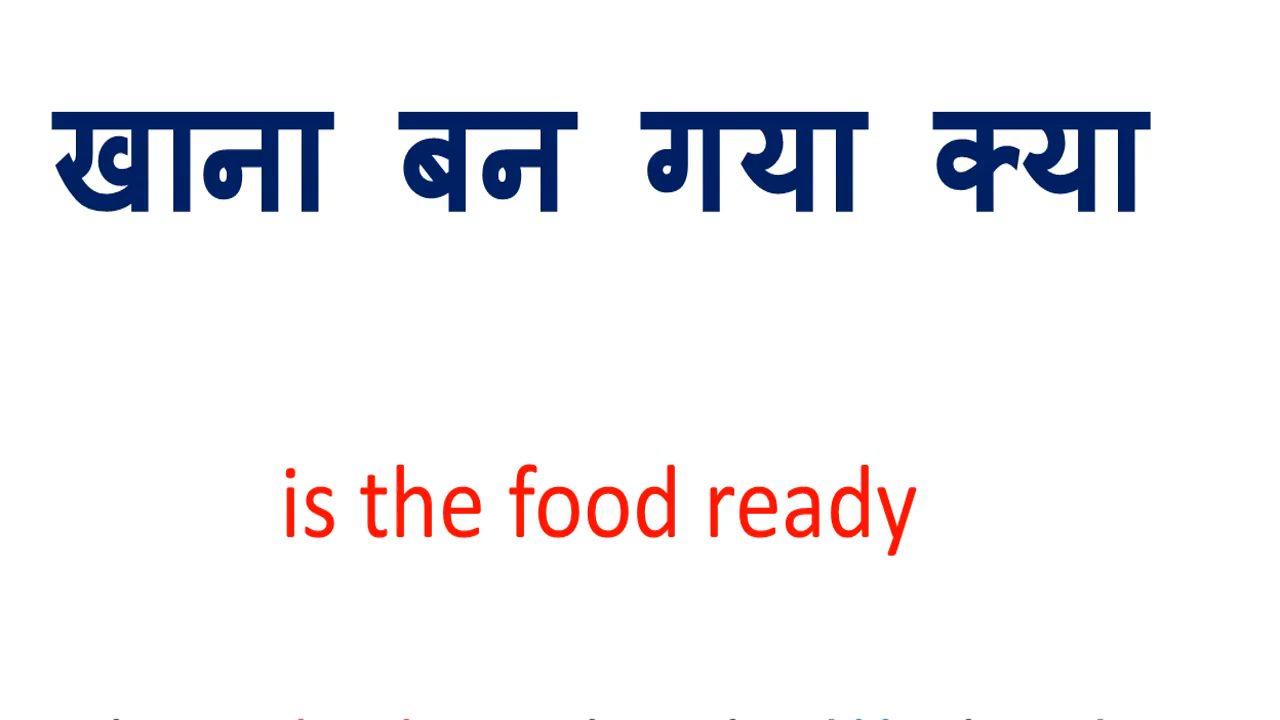 खाना बन गया क्या
is the food ready